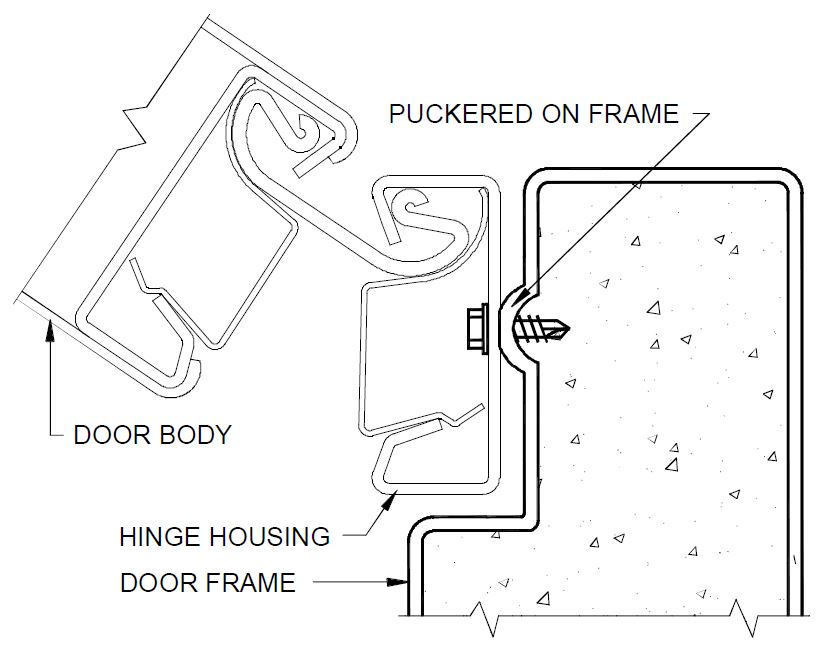 PUCKERED ON FRAME
DOOR BODY
HINGE HOUSING
DOOR FRAME